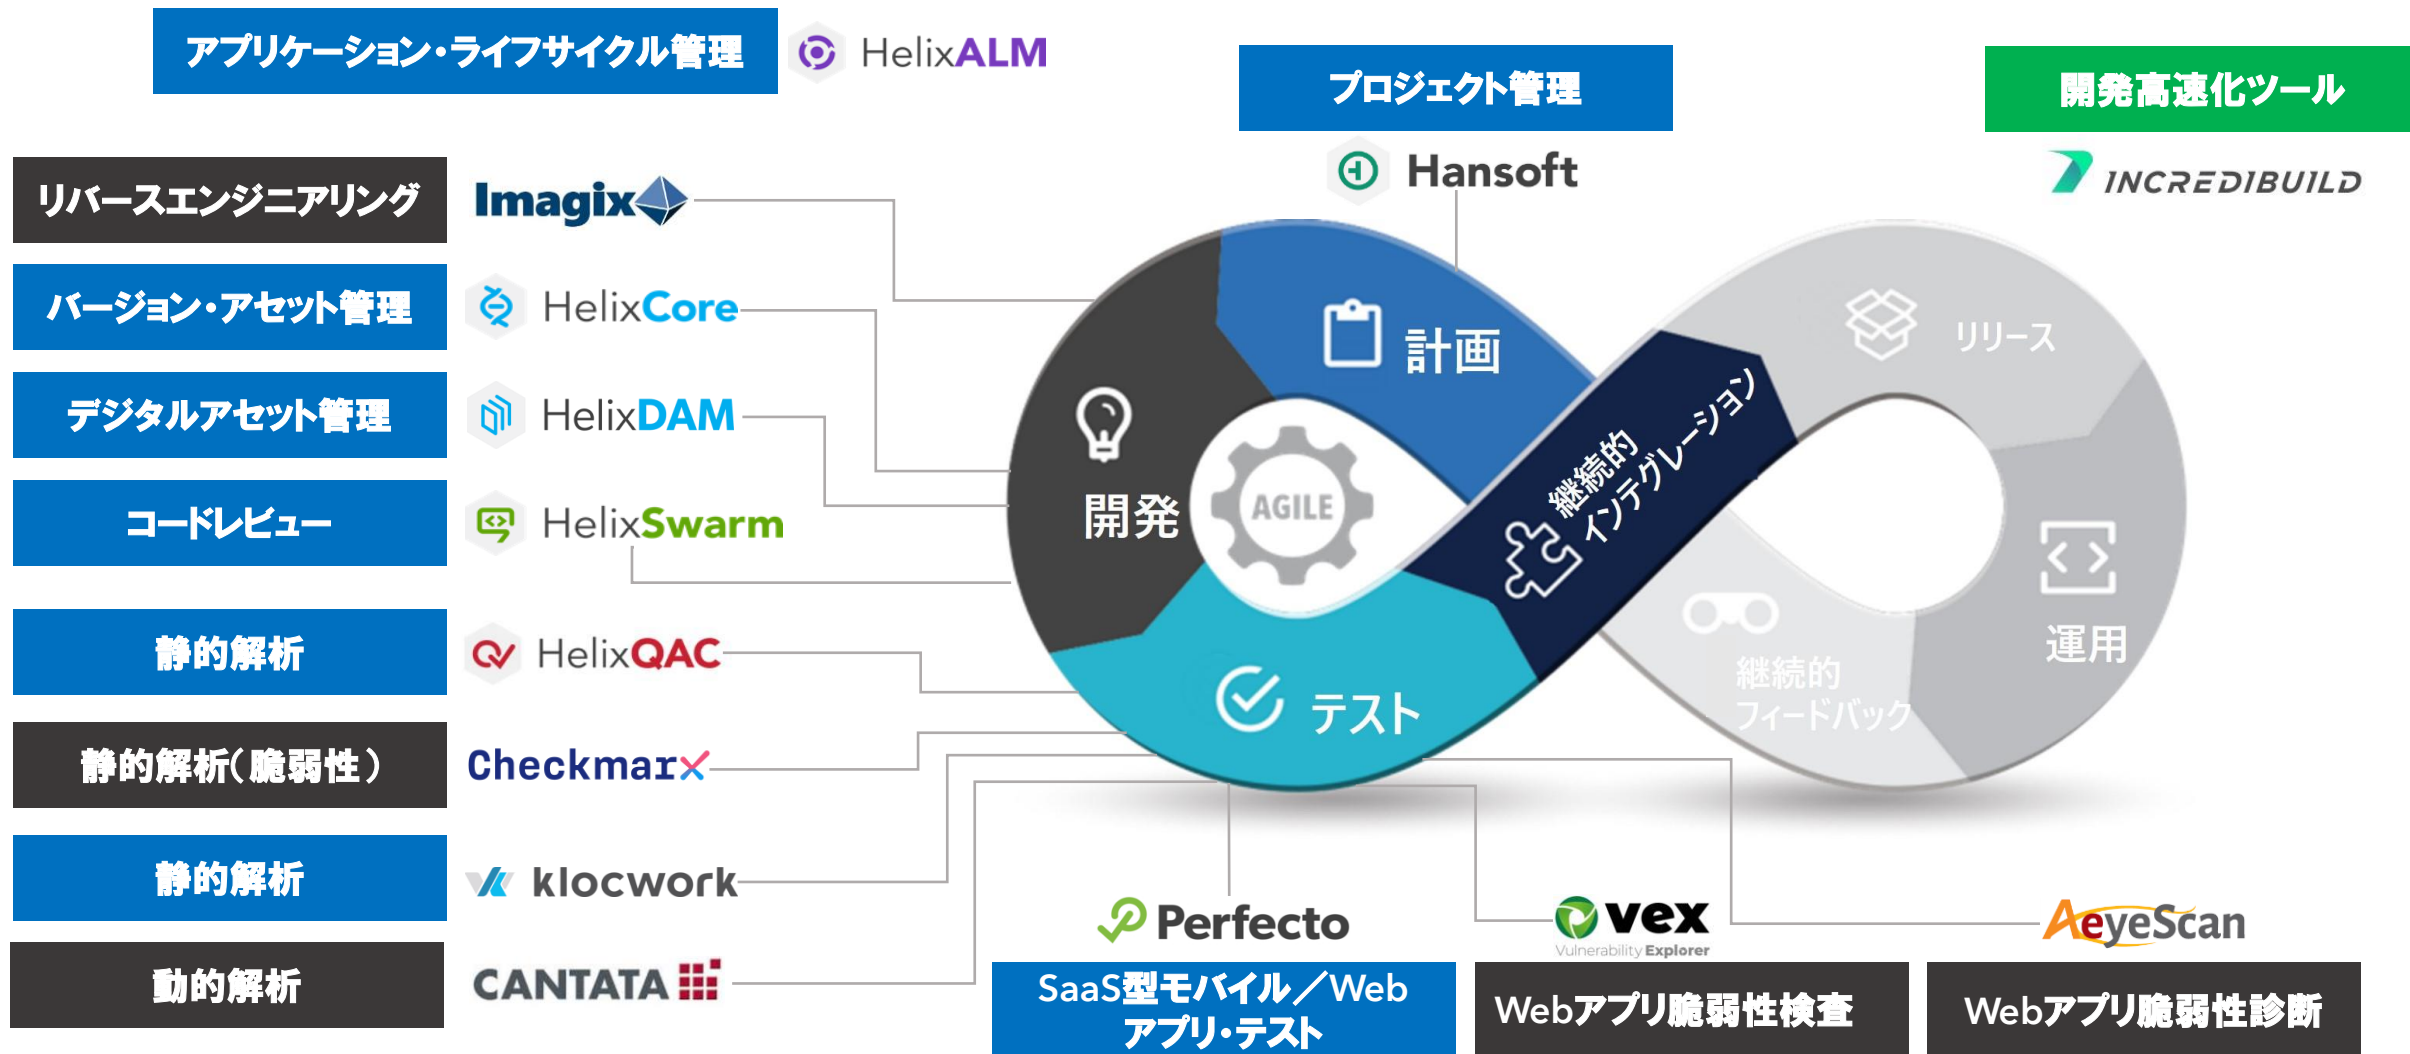 アプリケーション・ライフサイクル管理
HelixALM
プロジェクト管理
Hansoft
開発高速化ツール
INCREDIBUILD
リバースエンジニアリング
Imagix
バージョン・アセット管理
HelixCore
デジタルアセット管理
HelixDAM
コードレビュー
HelixSwarm
静的解析
HelixQAC
静的解析(脆弱性)
Checkmarx
静的解析
klocwork
動的解析
CANTATA
計画
開発
AGILE
テスト
継続的
インテグレーション
リリース
運用
継続的
フィードバック
Perfecto
SaaS型モバイル／Web
アプリ・テスト
vex
Vulnerability Explorer
Webアプリ脆弱性検査
AeyeScan
Webアプリ脆弱性診断